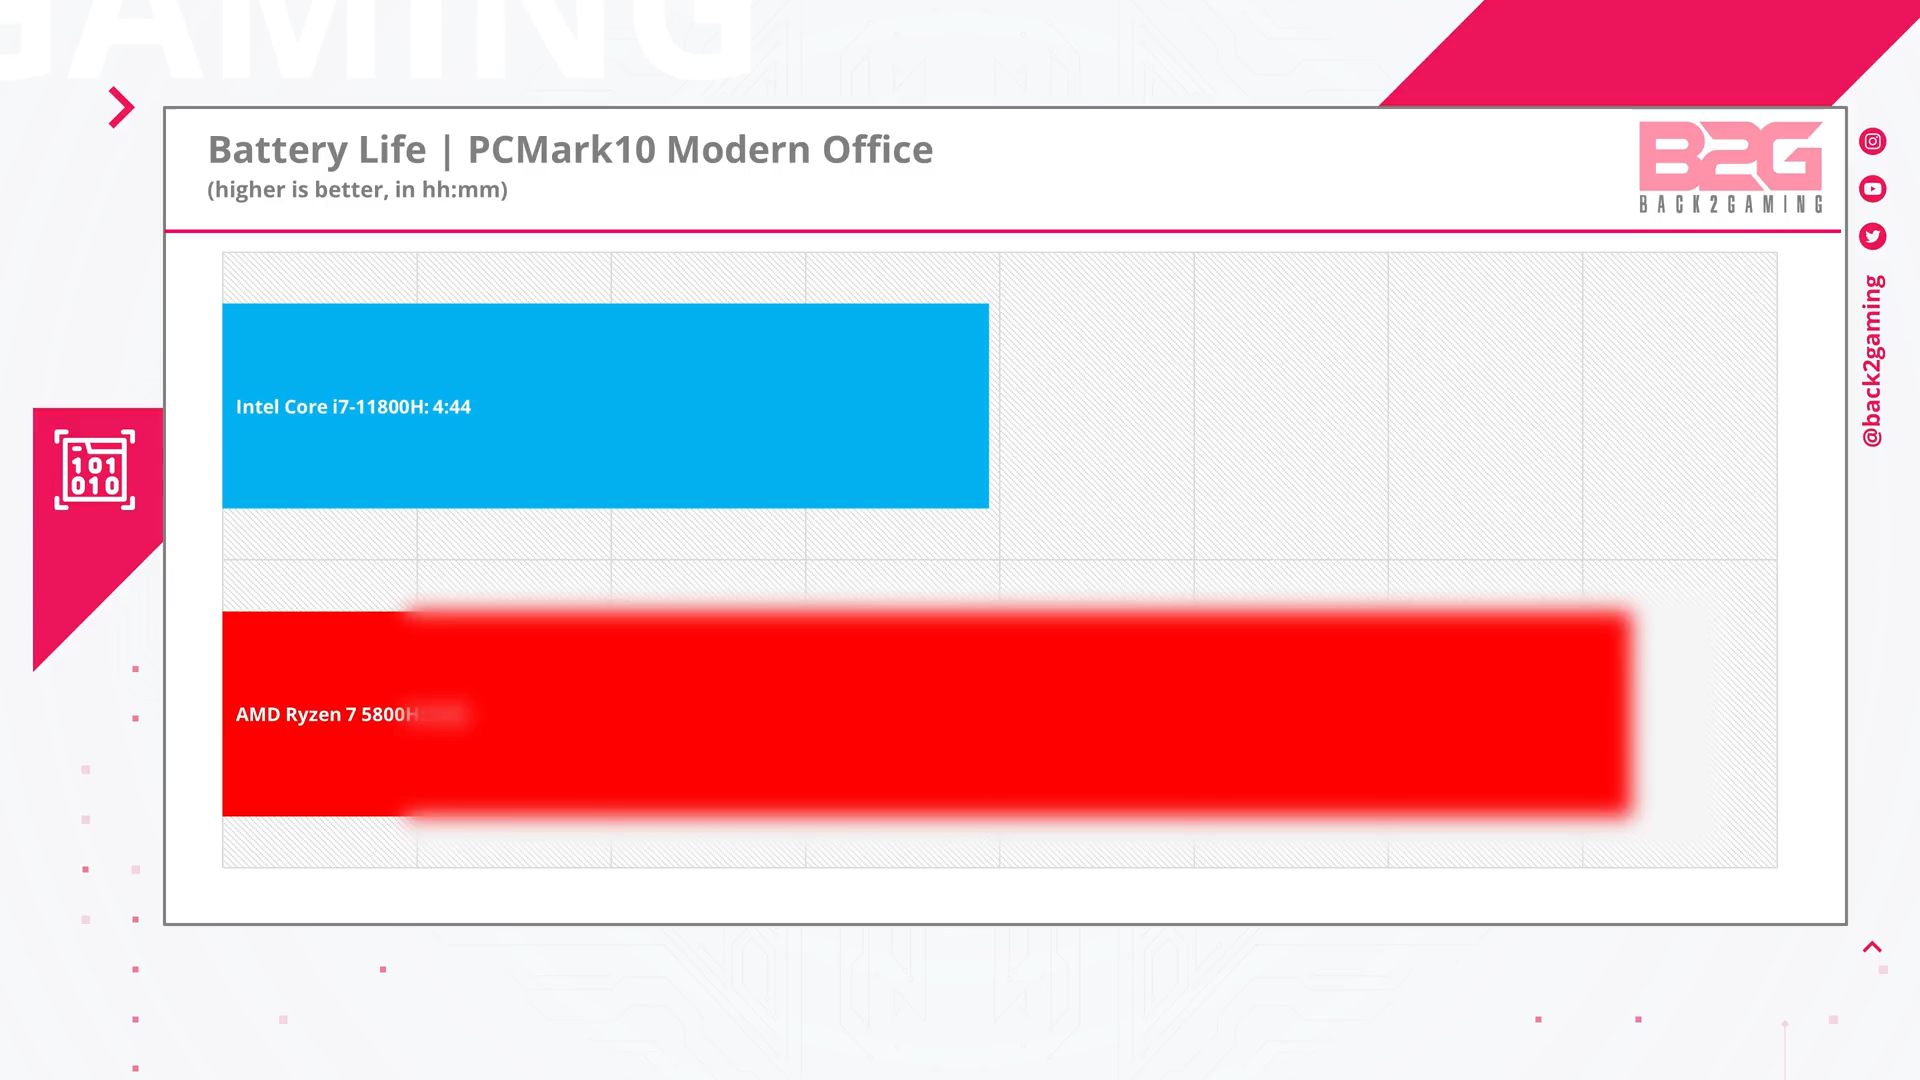 GAMING
Battery Life | PCMark10 Modern Office
(higher is better, in hh:mm)
B2G
BACK2GAMING
@back2gaming
Intel Core i7-11800H: 4:44
101
010
AMD Ryzen 7 5800H